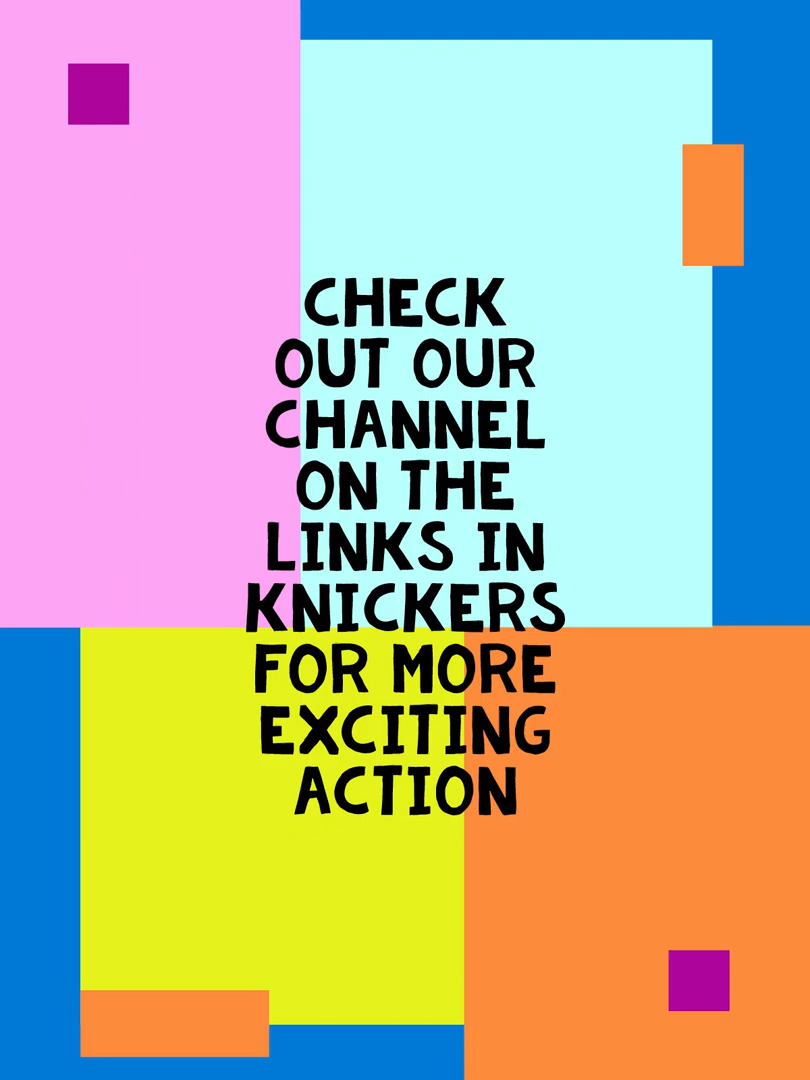 CHECK
OUT OUR
CHANNEL
ON THE
LINKS IN
KNICKERS
FOR MORE
EXCITING
ACTION